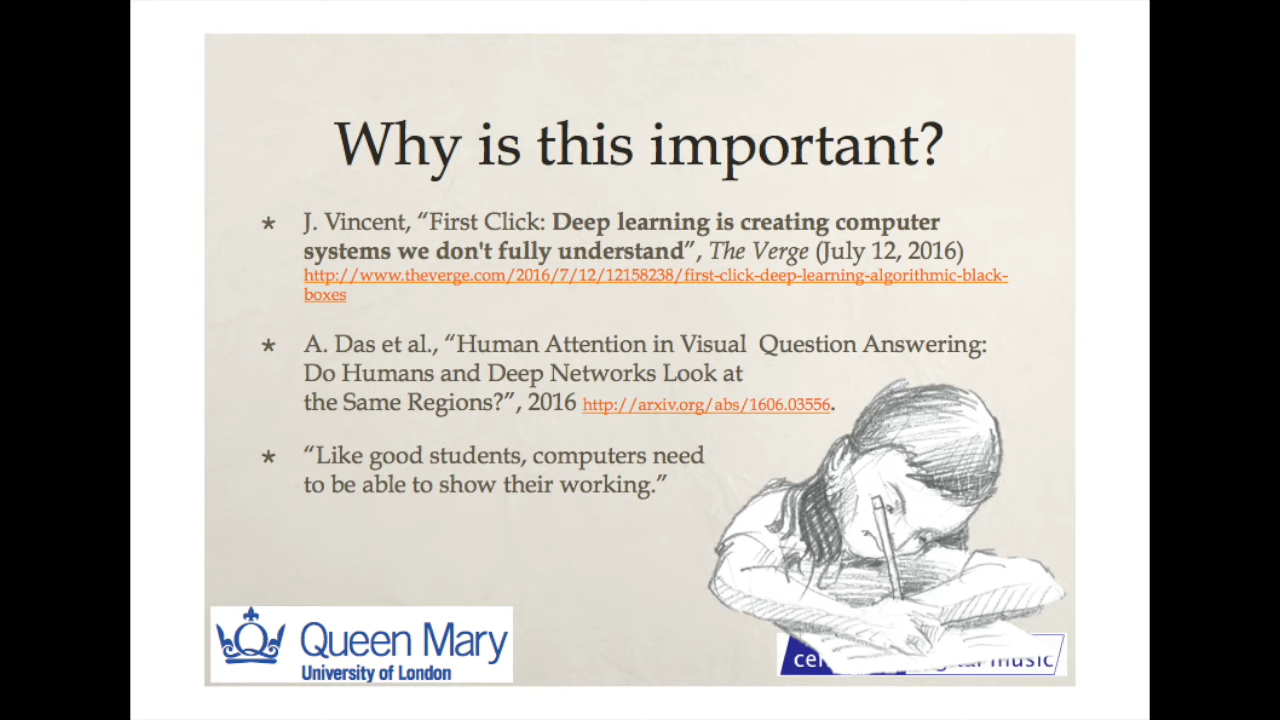 Why is this important?
* J. Vincent, “First Click: Deep learning is creating computer
systems we don't fully understand”, The Verge (July 12, 2016)
http://www.theverge.com/2016/7/12/12158238/first-click-deep-learning-algorithmic-black-
boxes
* A. Das et al., “Human Attention in Visual Question Answering:
Do Humans and Deep Networks Look at
the Same Regions?”, 2016 http://arxiv.org/abs/1606.03556.
* “Like good students, computers need
to be able to show their working.”
Queen Mary
University of London
music